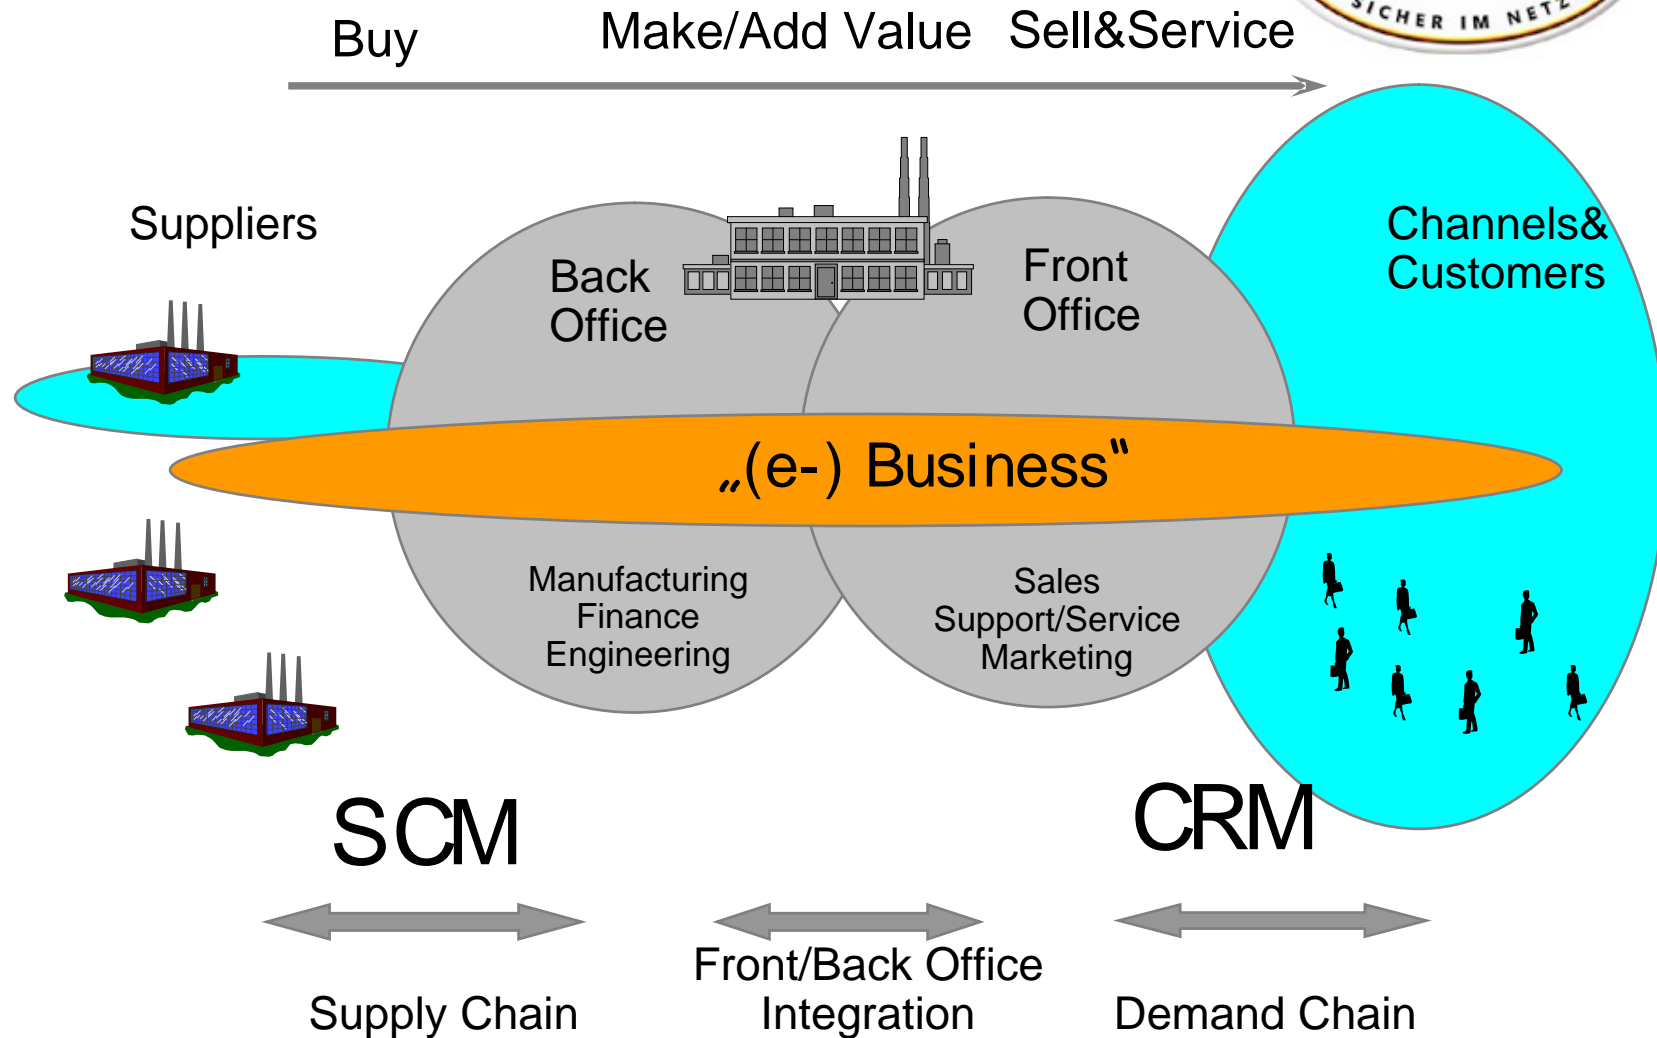 SICHER IM NETZ
Buy
Make/Add Value
Sell&Service
Suppliers
Back
Office
Front
Office
Channels&
Customers
„(e-) Business“
Manufacturing
Finance
Engineering
Sales
Support/Service
Marketing
SCM
CRM
Supply Chain
Front/Back Office
Integration
Demand Chain